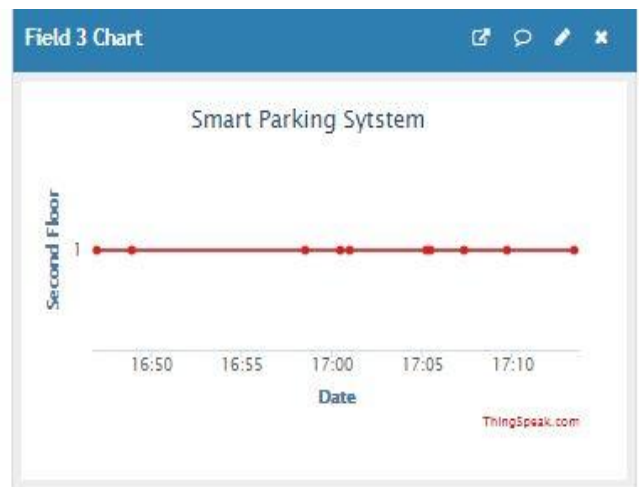 Field 3 Chart
Smart Parking Sytstem
Second Floor
1
16:50 16:55 17:00 17:05 17:10
Date
ThingSpeak.com